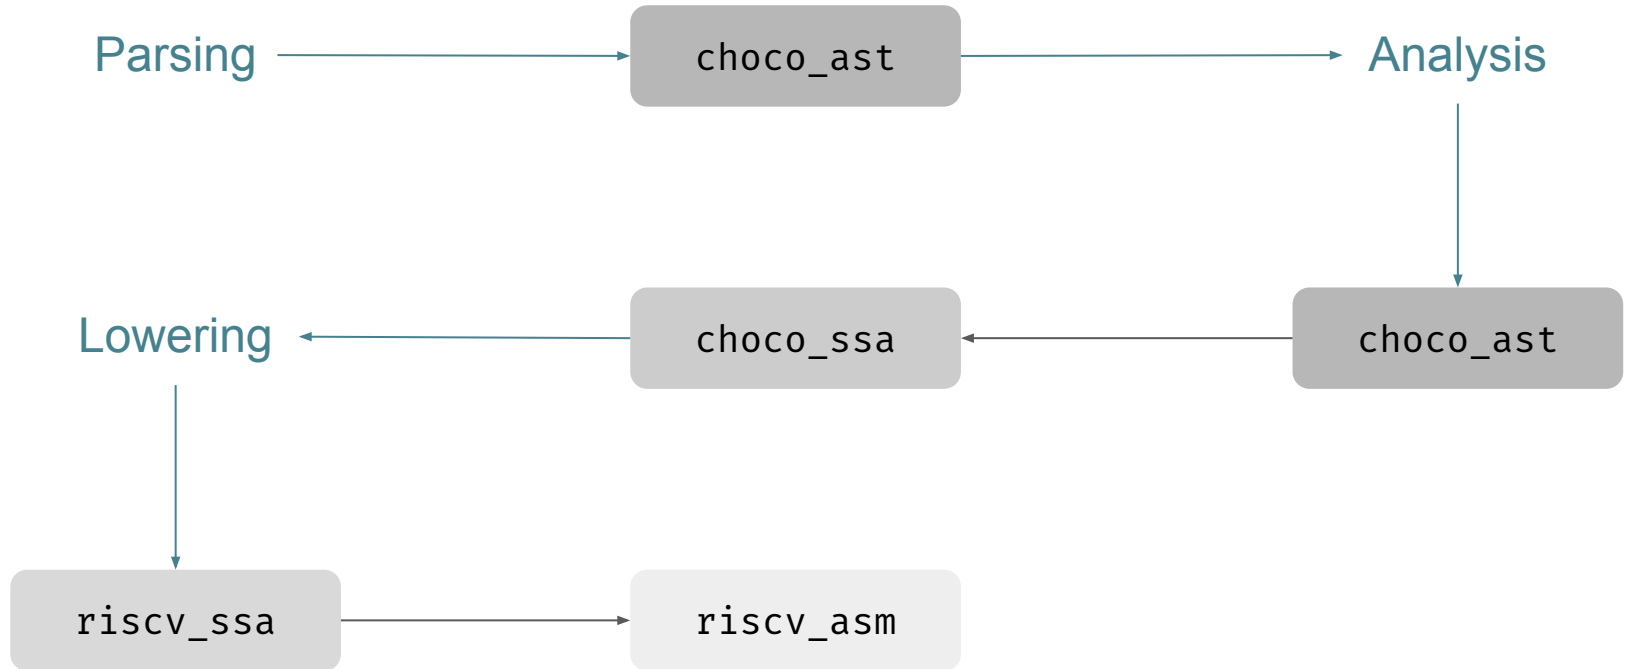 Parsing
choco_ast
Analysis
Lowering
choco_ssa
choco_ast
riscv_ssa
riscv_asm